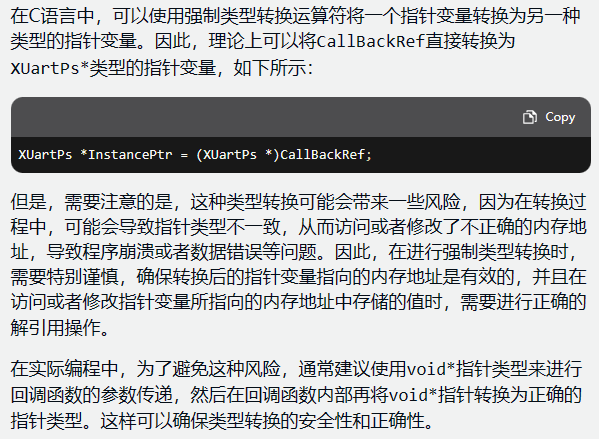 在C语言中，可以使用强制类型转换运算符将一个指针变量转换为另一种
类型的指针变量。因此，理论上可以将CallBackRef直接转换为
XUartPs*类型的指针变量，如下所示：
Copy
XUartPs *InstancePtr = (XUartPs *)CallBackRef;
但是，需要注意的是，这种类型转换可能会带来一些风险，因为在转换过
程中，可能会导致指针类型不一致，从而访问或者修改了不正确的内存地
址，导致程序崩溃或者数据错误等问题。因此，在进行强制类型转换时，
需要特别谨慎，确保转换后的指针变量指向的内存地址是有效的，并且在
访问或者修改指针变量所指向的内存地址中存储的值时，需要进行正确的
解引用操作。
在实际编程中，为了避免这种风险，通常建议使用void*指针类型来进行
回调函数的参数传递，然后在回调函数内部再将void*指针转换为正确的
指针类型。这样可以确保类型转换的安全性和正确性。